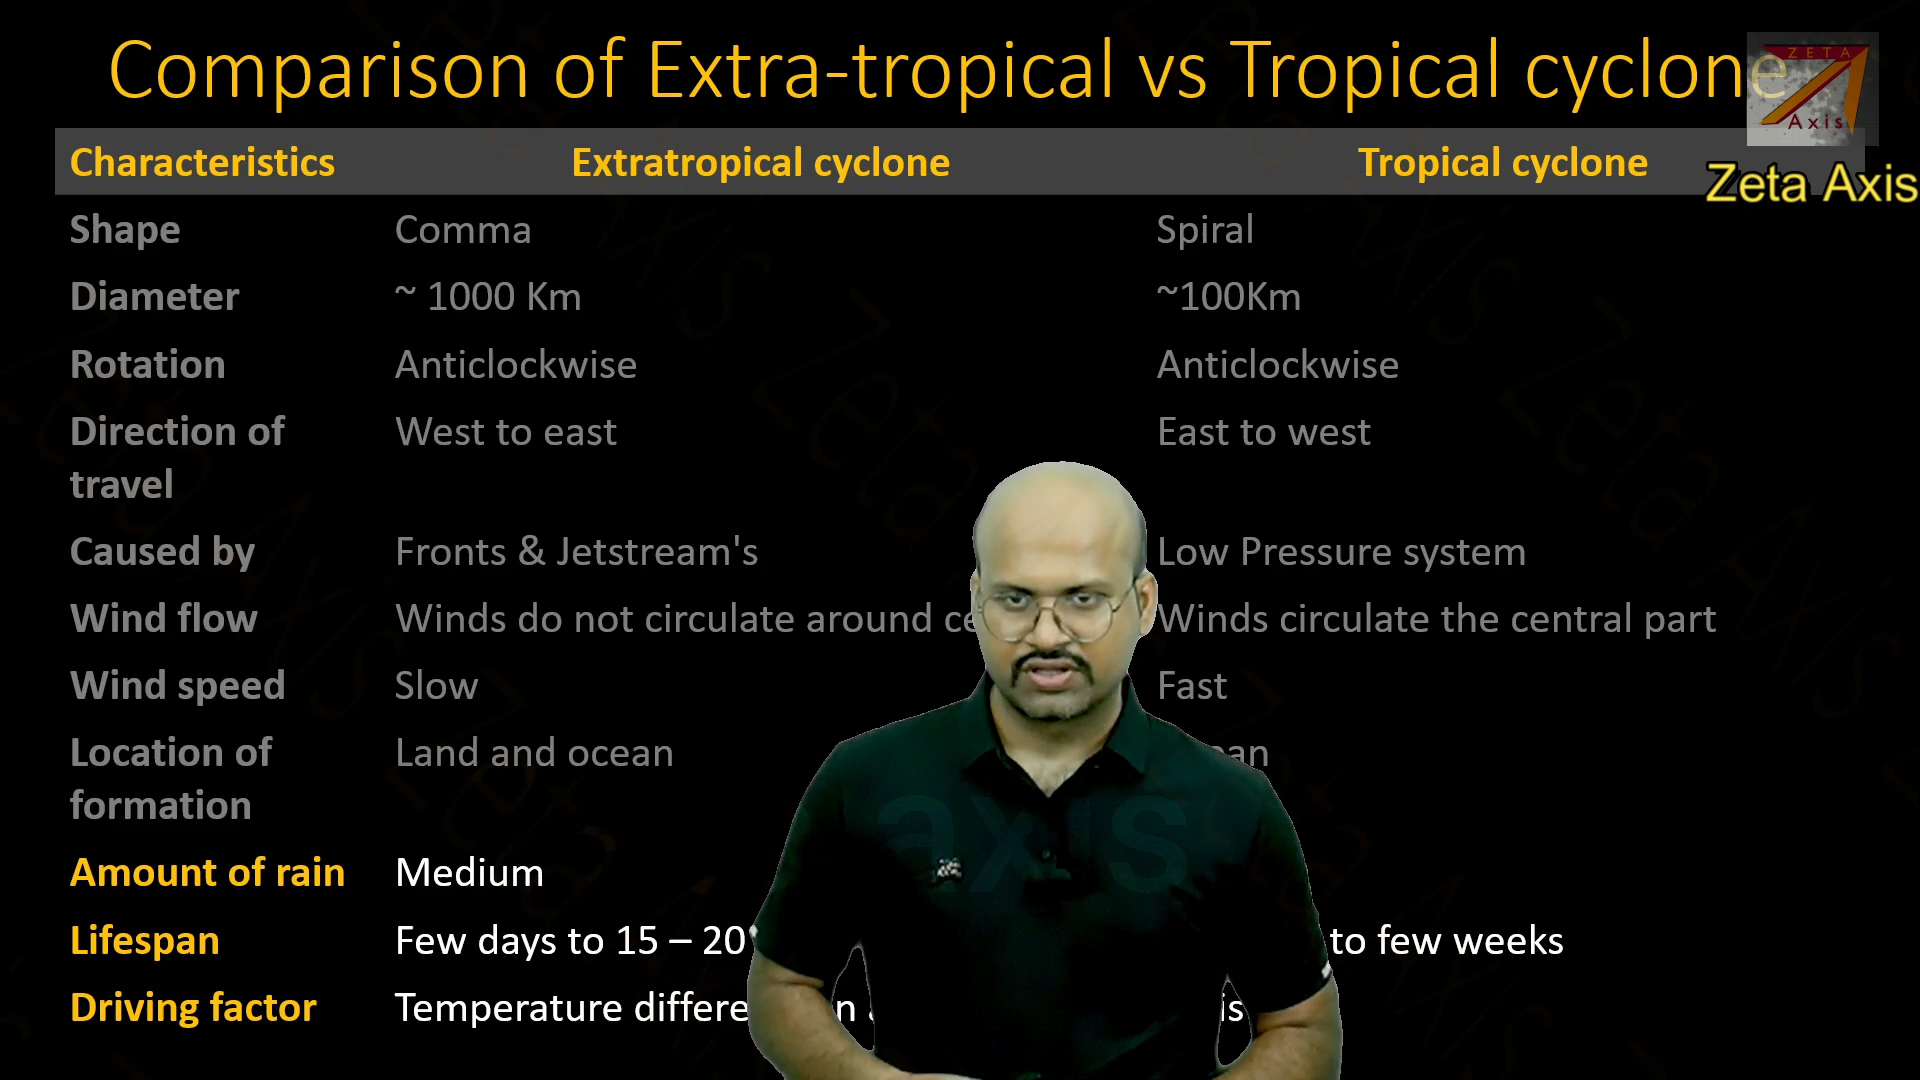 Comparison of Extra-tropical vs Tropical cyclone
ZETA
Axis
Zeta Axis
Characteristics Extratropical cyclone Tropical cyclone
Shape Comma Spiral
Diameter ~ 1000 Km ~100Km
Rotation Anticlockwise Anticlockwise
Direction of travel West to east East to west
Caused by Fronts & Jetstream's Low Pressure system
Wind flow Winds do not circulate around Winds circulate the central part
Wind speed Slow Fast
Location of formation Land and ocean
Amount of rain Medium
Lifespan Few days to 15 – 20 to few weeks
Driving factor Temperature
axis